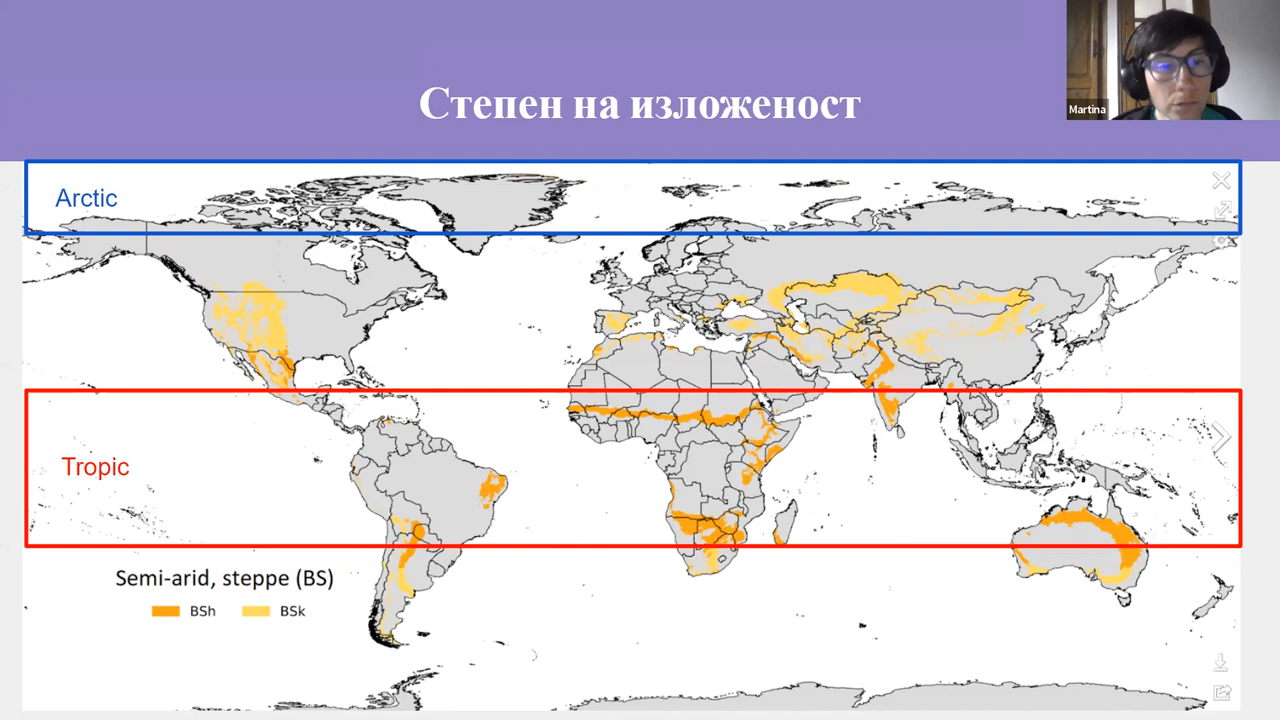 Степен на изложеност
Martina
Arctic
Tropic
Semi-arid, steppe (BS)
BSh BSk